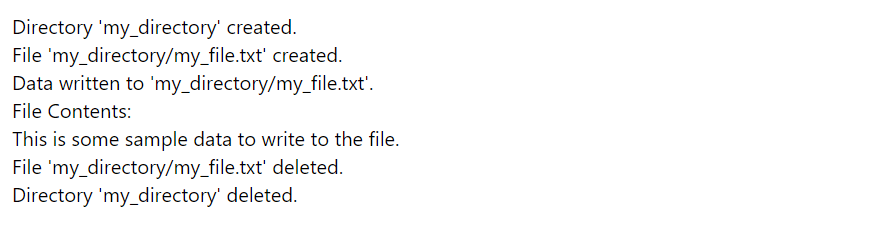 Directory 'my_directory' created.
File 'my_directory/my_file.txt' created.
Data written to 'my_directory/my_file.txt'.
File Contents:
This is some sample data to write to the file.
File 'my_directory/my_file.txt' deleted.
Directory 'my_directory' deleted.